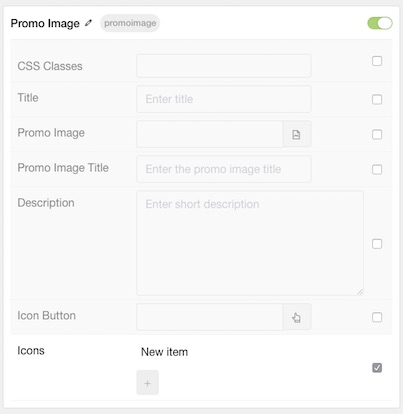 Promo Image promoimage
CSS Classes
Title Enter title
Promo Image
Promo Image Title Enter the promo image title
Description Enter short description
Icon Button
Icons New item
+